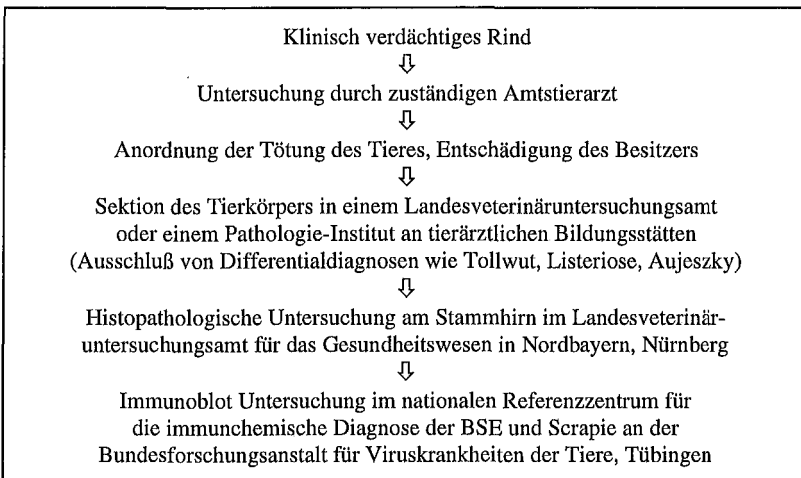 Klinisch verdächtiges Rind
⇩
Untersuchung durch zuständigen Amtstierarzt
⇩
Anordnung der Tötung des Tieres, Entschädigung des Besitzers
⇩
Sektion des Tierkörpers in einem Landesveterinäruntersuchungsamt
oder einem Pathologie-Institut an tierärztlichen Bildungsstätten
(Ausschluß von Differentialdiagnosen wie Tollwut, Listeriose, Aujeszky)
⇩
Histopathologische Untersuchung am Stammhirn im Landesveterinär-
untersuchungsamt für das Gesundheitswesen in Nordbayern, Nürnberg
⇩
Immunoblot Untersuchung im nationalen Referenzzentrum für
die immunchemische Diagnose der BSE und Scrapie an der
Bundesforschungsanstalt für Viruskrankheiten der Tiere, Tübingen